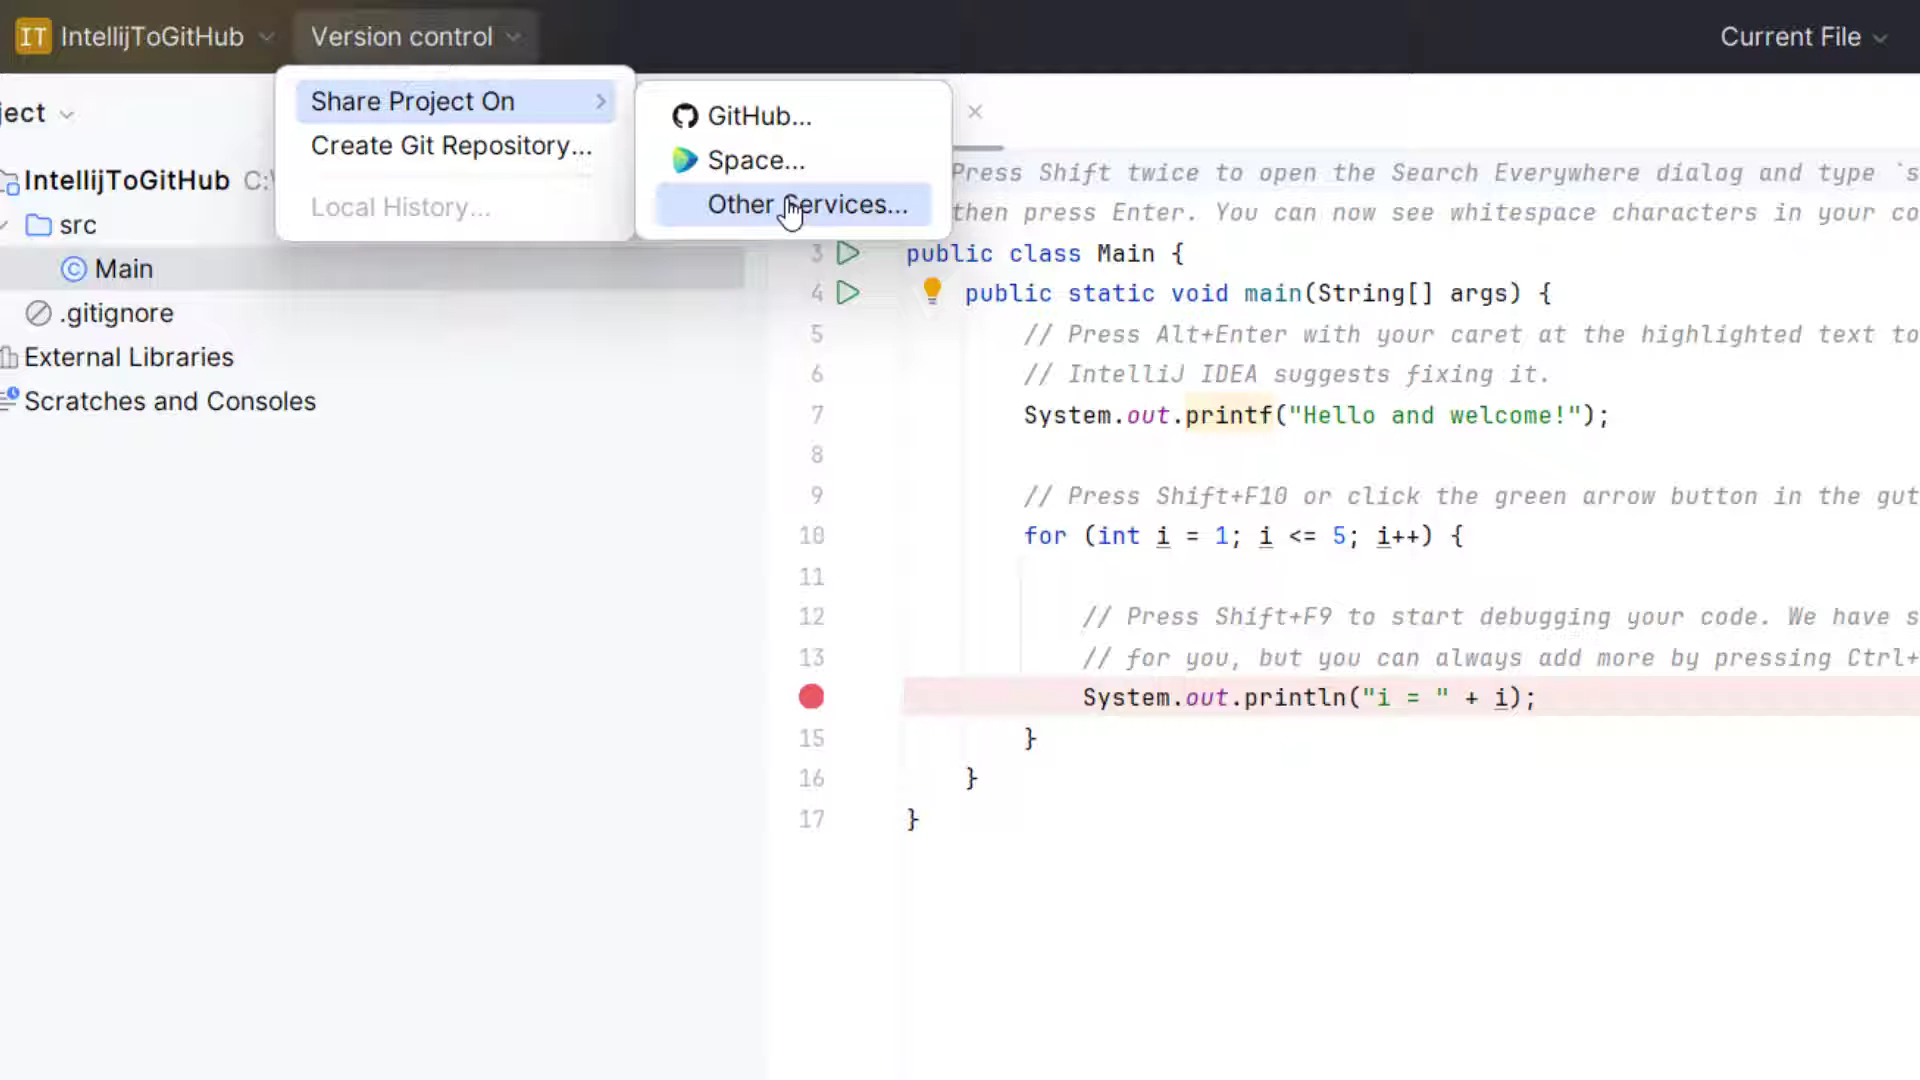 IT IntellijToGitHub Version control Current File
ject
Share Project On
Create Git Repository...
Local History...
GitHub...
Space...
Other Services...
IntellijToGitHub C:\
src
Main
.gitignore
External Libraries
Scratches and Consoles
Press Shift twice to open the Search Everywhere dialog and type `s
then press Enter. You can now see whitespace characters in your co
3 public class Main {
4 public static void main(String[] args) {
5 // Press Alt+Enter with your caret at the highlighted text to
6 // IntelliJ IDEA suggests fixing it.
7 System.out.printf("Hello and welcome!");
8
9 // Press Shift+F10 or click the green arrow button in the gut
10 for (int i = 1; i <= 5; i++) {
11
12 // Press Shift+F9 to start debugging your code. We have s
13 // for you, but you can always add more by pressing Ctrl+
System.out.println("i = " + i);
15 }
16 }
17 }